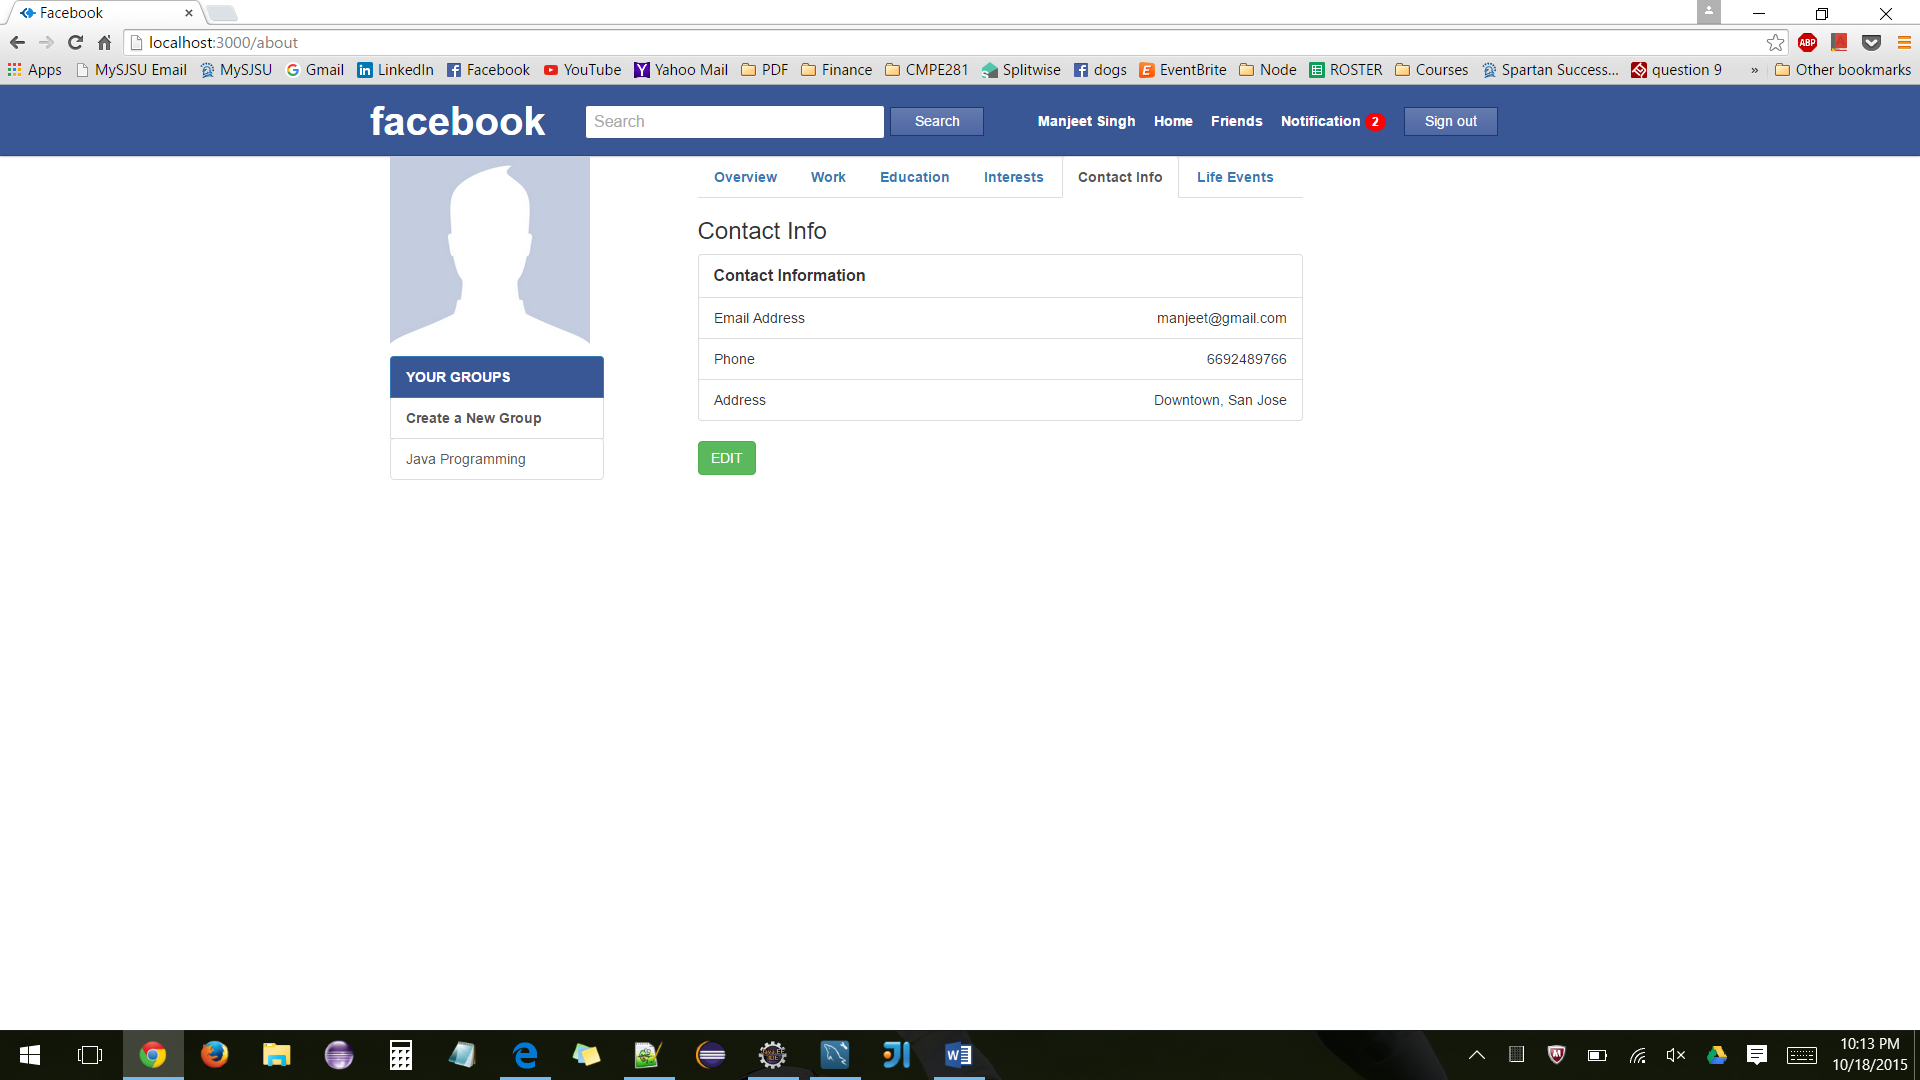 Facebook
localhost:3000/about
Apps MySJSU Email MySJSU Gmail LinkedIn Facebook YouTube Yahoo Mail PDF Finance CMPE281 Splitwise dogs EventBrite Node ROSTER Courses Spartan Success... question 9 » Other bookmarks
facebook Search Search Manjeet Singh Home Friends Notification 2 Sign out
Overview Work Education Interests Contact Info Life Events
Contact Info
Contact Information
Email Address manjeet@gmail.com
Phone 6692489766
Address Downtown, San Jose
EDIT
YOUR GROUPS
Create a New Group
Java Programming
10:13 PM
10/18/2015